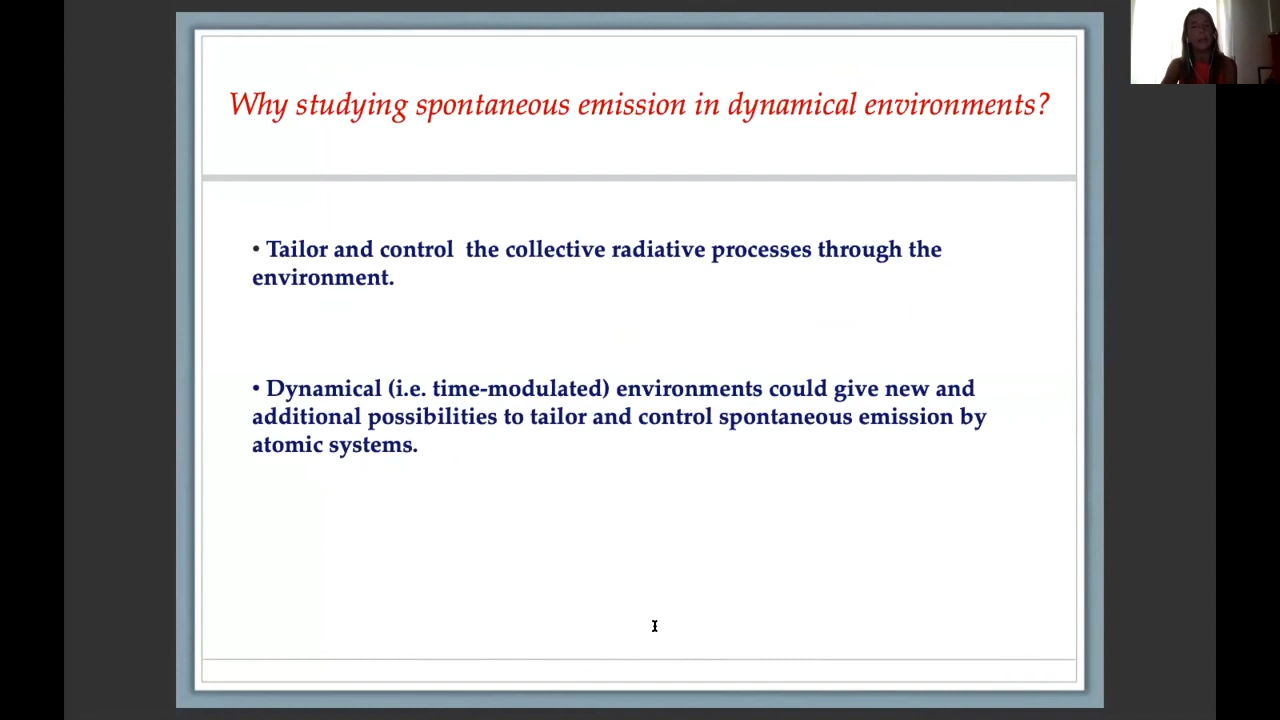 Why studying spontaneous emission in dynamical environments?
• Tailor and control the collective radiative processes through the
environment.
• Dynamical (i.e. time-modulated) environments could give new and
additional possibilities to tailor and control spontaneous emission by
atomic systems.